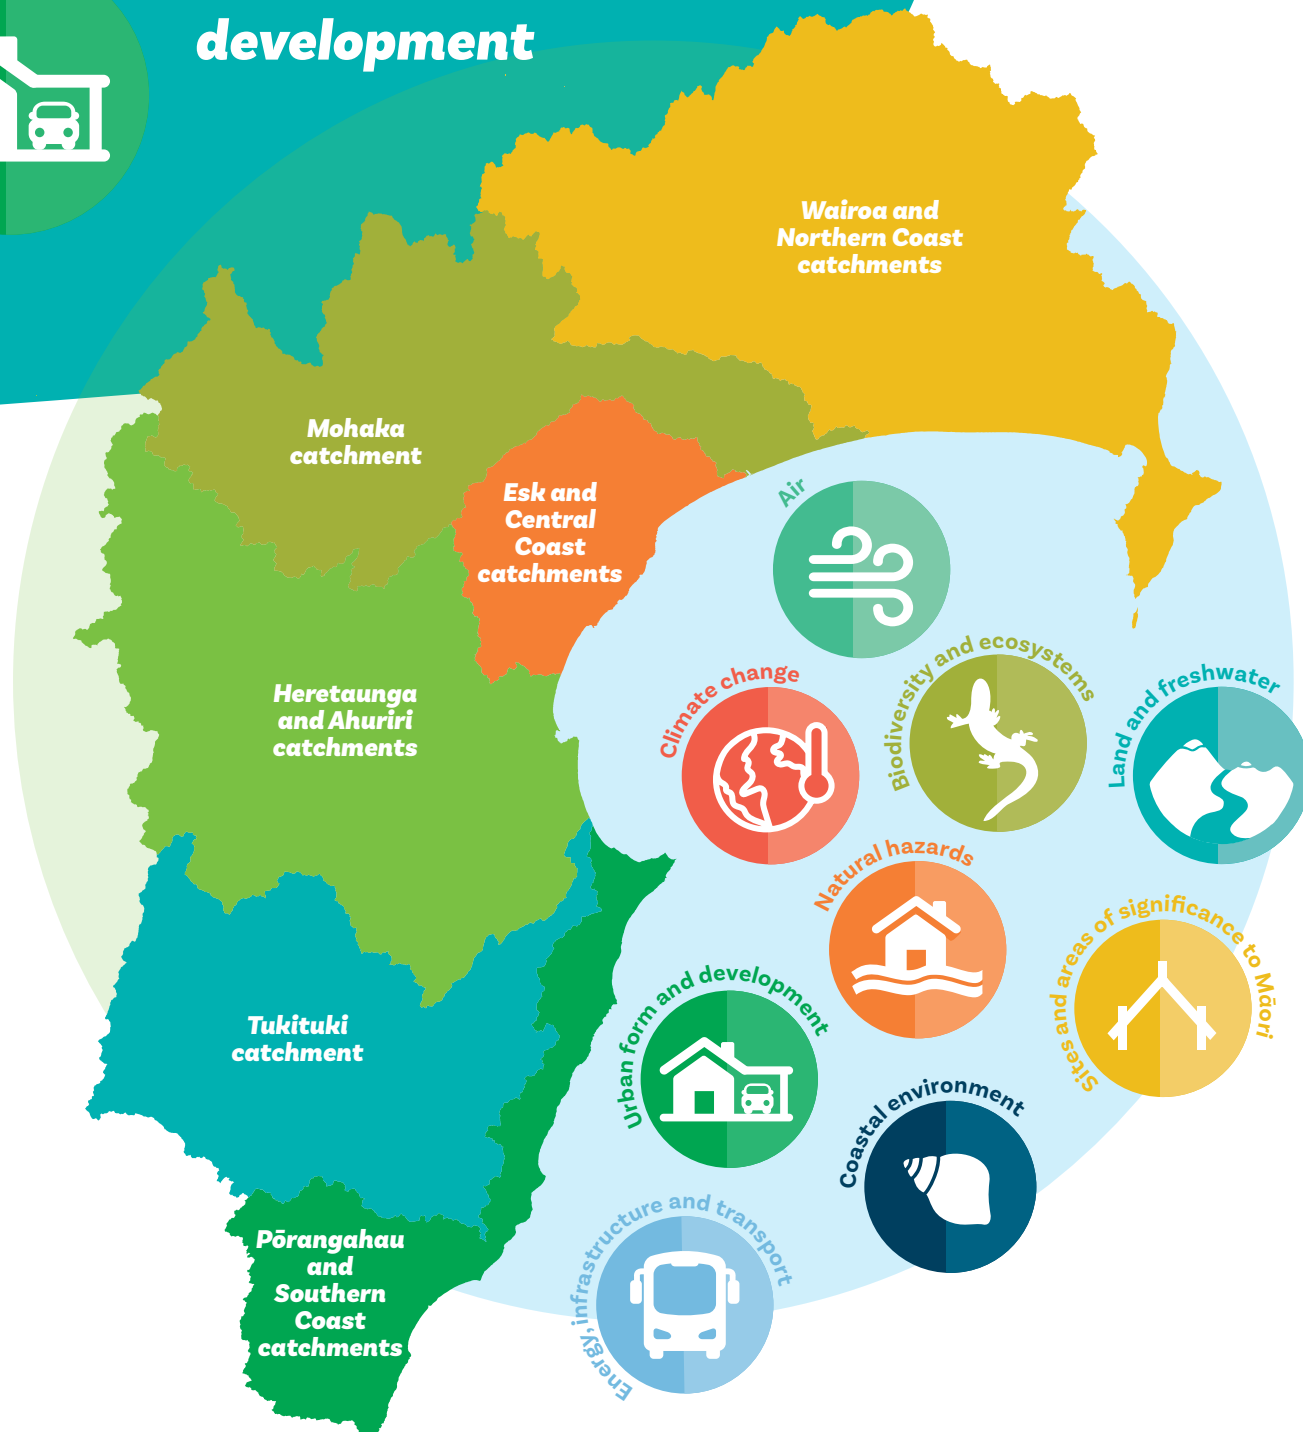 development
Wairoa and
Northern Coast
catchments
Mohaka
catchment
Esk and
Central
Coast
catchments
Air
Biodiversity and ecosystems
Climate change
Land and freshwater
Heretaunga
and Ahuriri
catchments
Natural hazards
Sites and areas of significance to Māori
Urban form and development
Tukituki
catchment
Coastal environment
Energy, infrastructure and transport
Pōrangahau
and
Southern
Coast
catchments